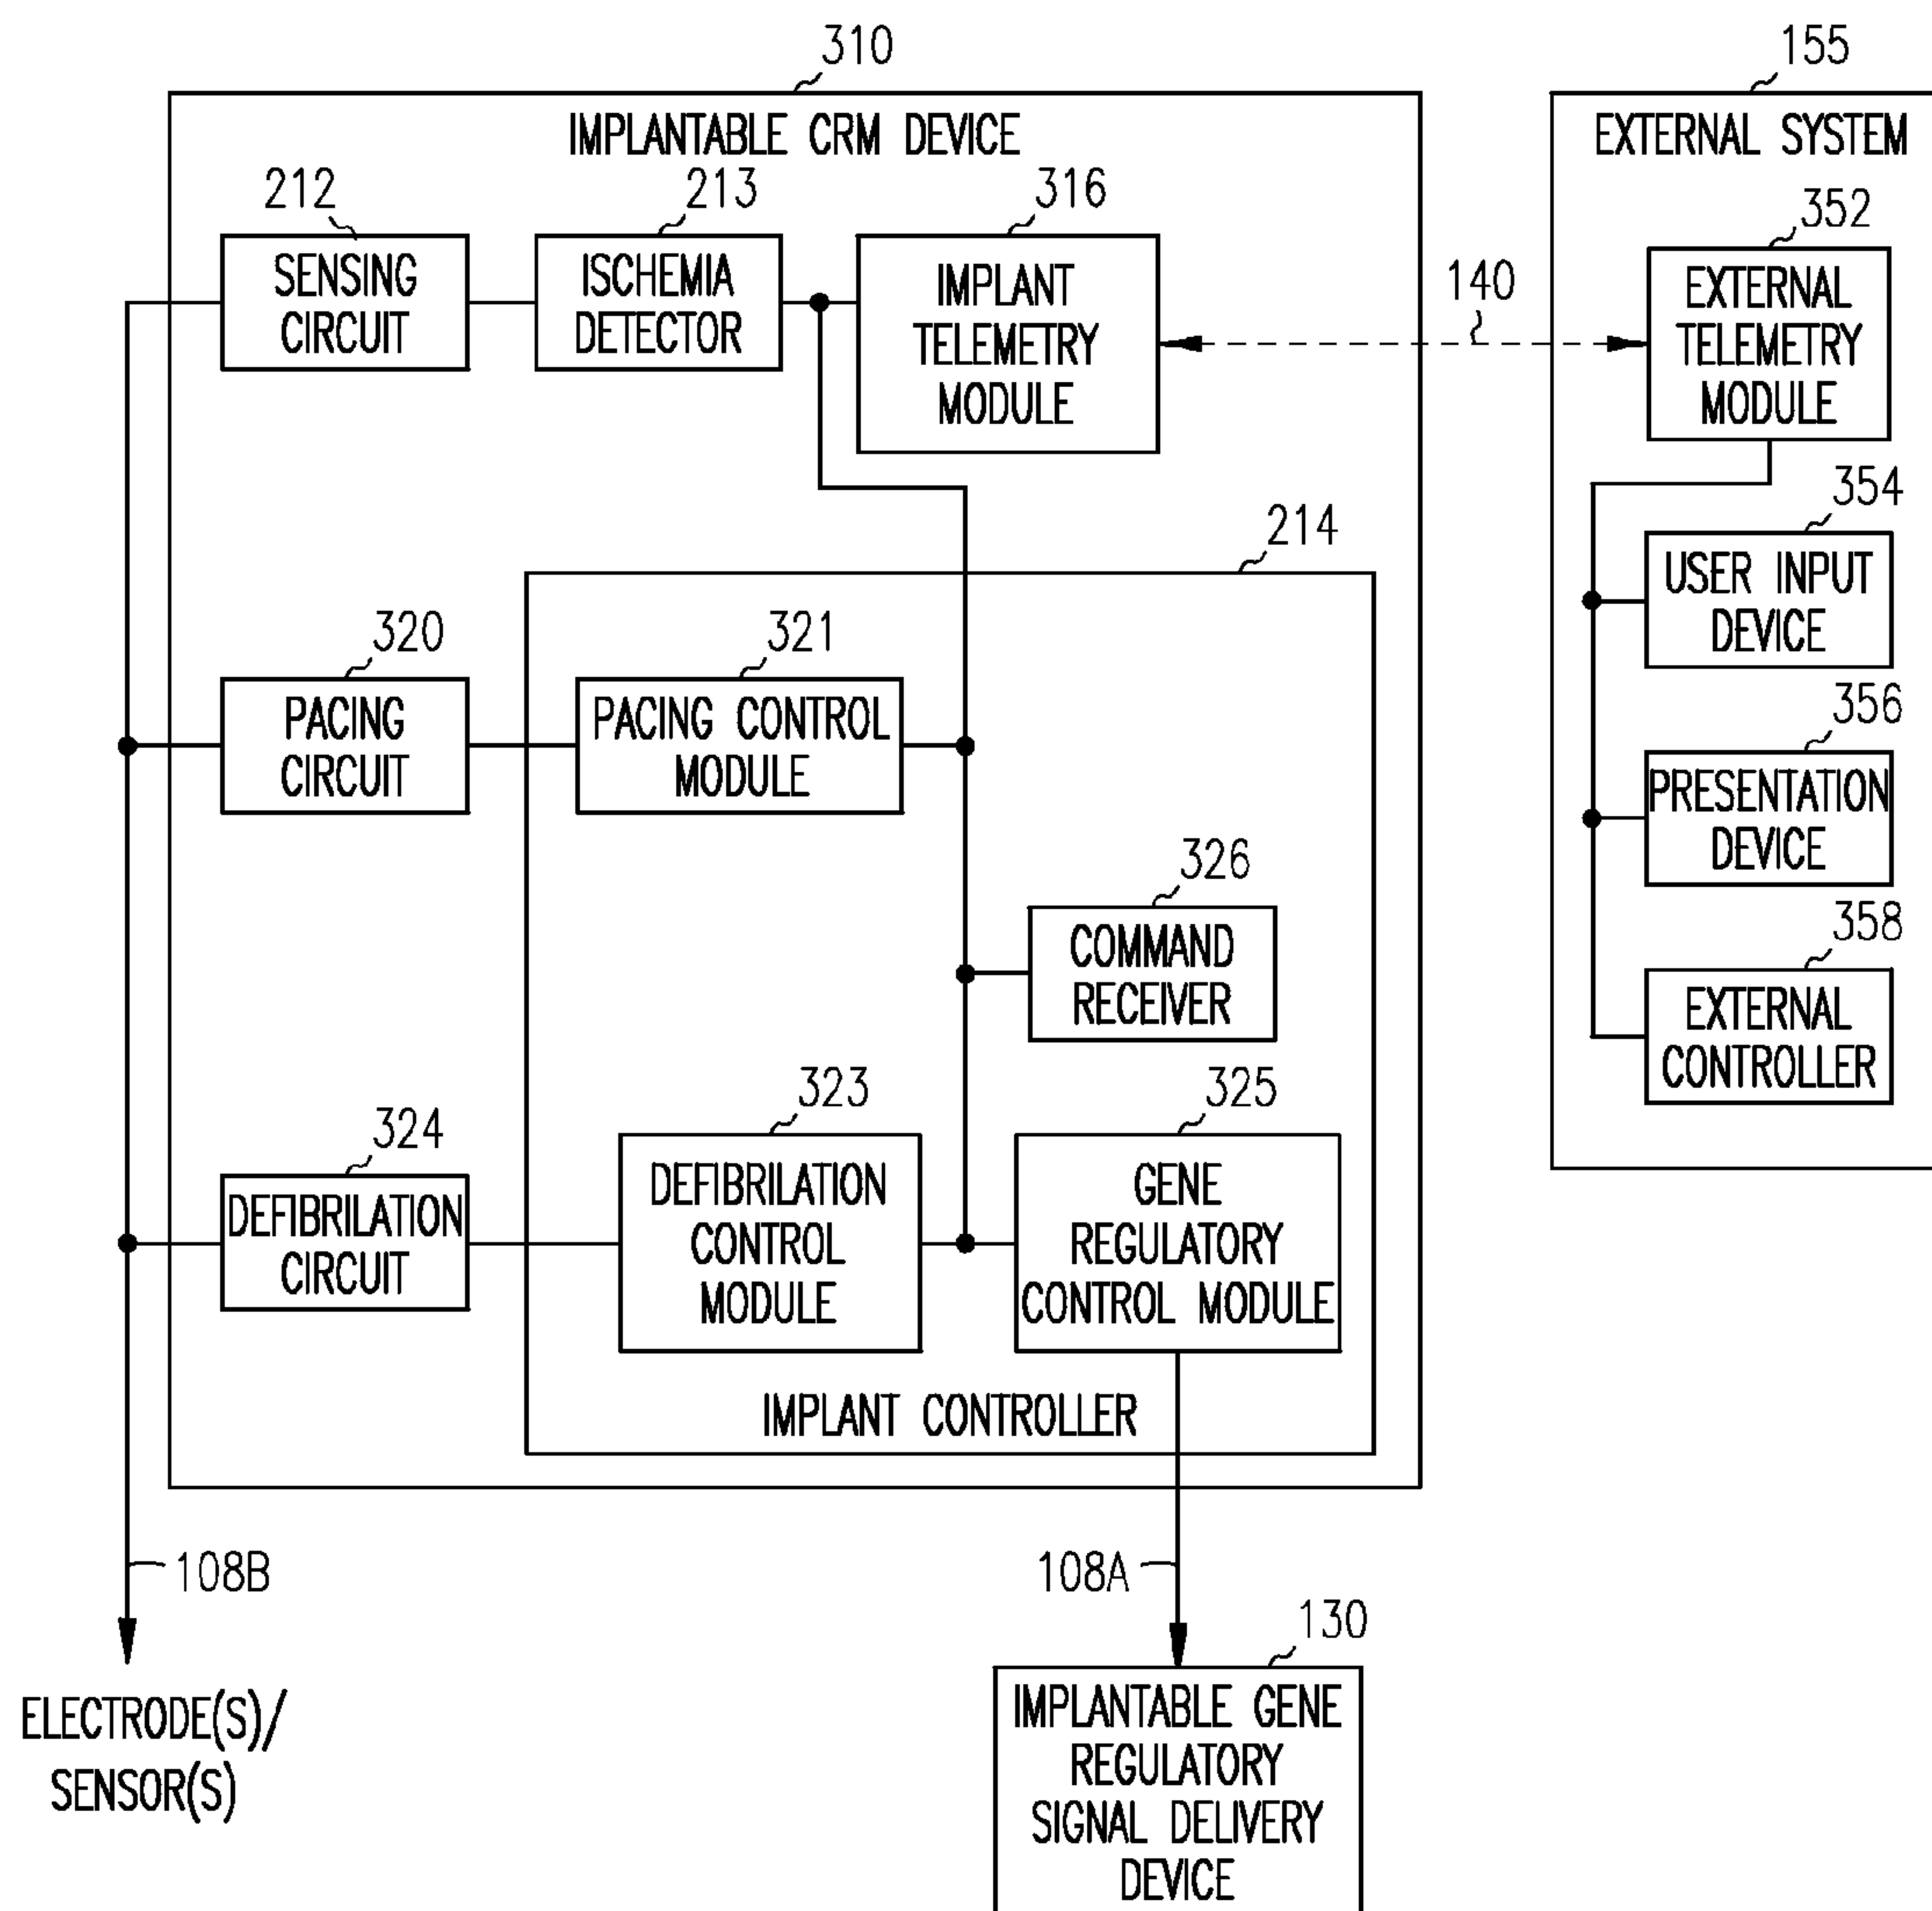 310
155
IMPLANTABLE CRM DEVICE
EXTERNAL SYSTEM
212
213
316
352
SENSING
CIRCUIT
ISCHEMIA
DETECTOR
IMPLANT
TELEMETRY
MODULE
140
EXTERNAL
TELEMETRY
MODULE
354
214
USER INPUT
DEVICE
320
321
356
PACING
CIRCUIT
PACING CONTROL
MODULE
PRESENTATION
DEVICE
326
358
COMMAND
RECEIVER
EXTERNAL
CONTROLLER
324
323
325
DEFIBRILATION
CIRCUIT
DEFIBRILATION
CONTROL
MODULE
GENE
REGULATORY
CONTROL MODULE
IMPLANT CONTROLLER
108B
108A
130
ELECTRODE(S)/
SENSOR(S)
IMPLANTABLE GENE
REGULATORY
SIGNAL DELIVERY
DEVICE